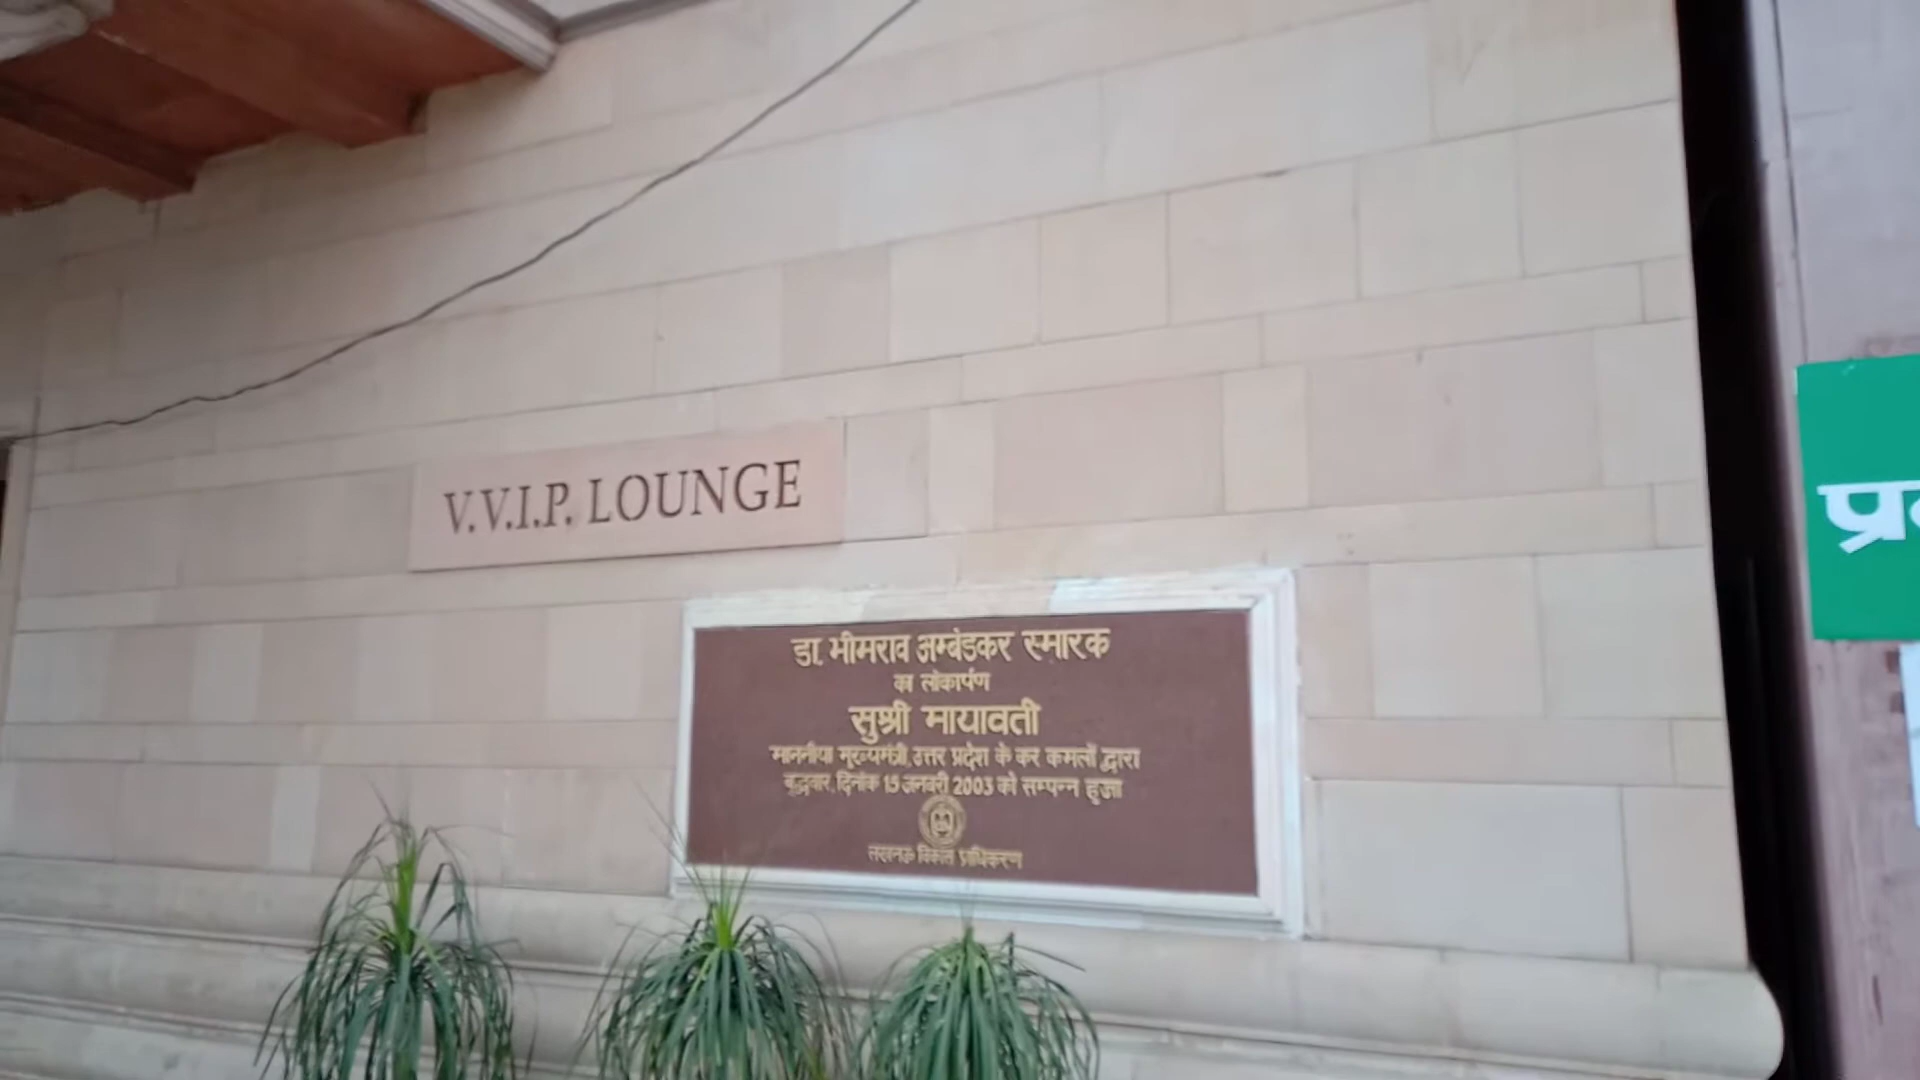 V.V.I.P. LOUNGE
डा. भीमराव अम्बेडकर स्मारक
का लोकार्पण
सुश्री मायावती
माननीया मुख्यमंत्री, उत्तर प्रदेश के कर कमलों द्वारा
बुद्धवार, दिनांक 15 जनवरी 2003 को सम्पन्न हुआ
लखनऊ विकास प्राधिकरण